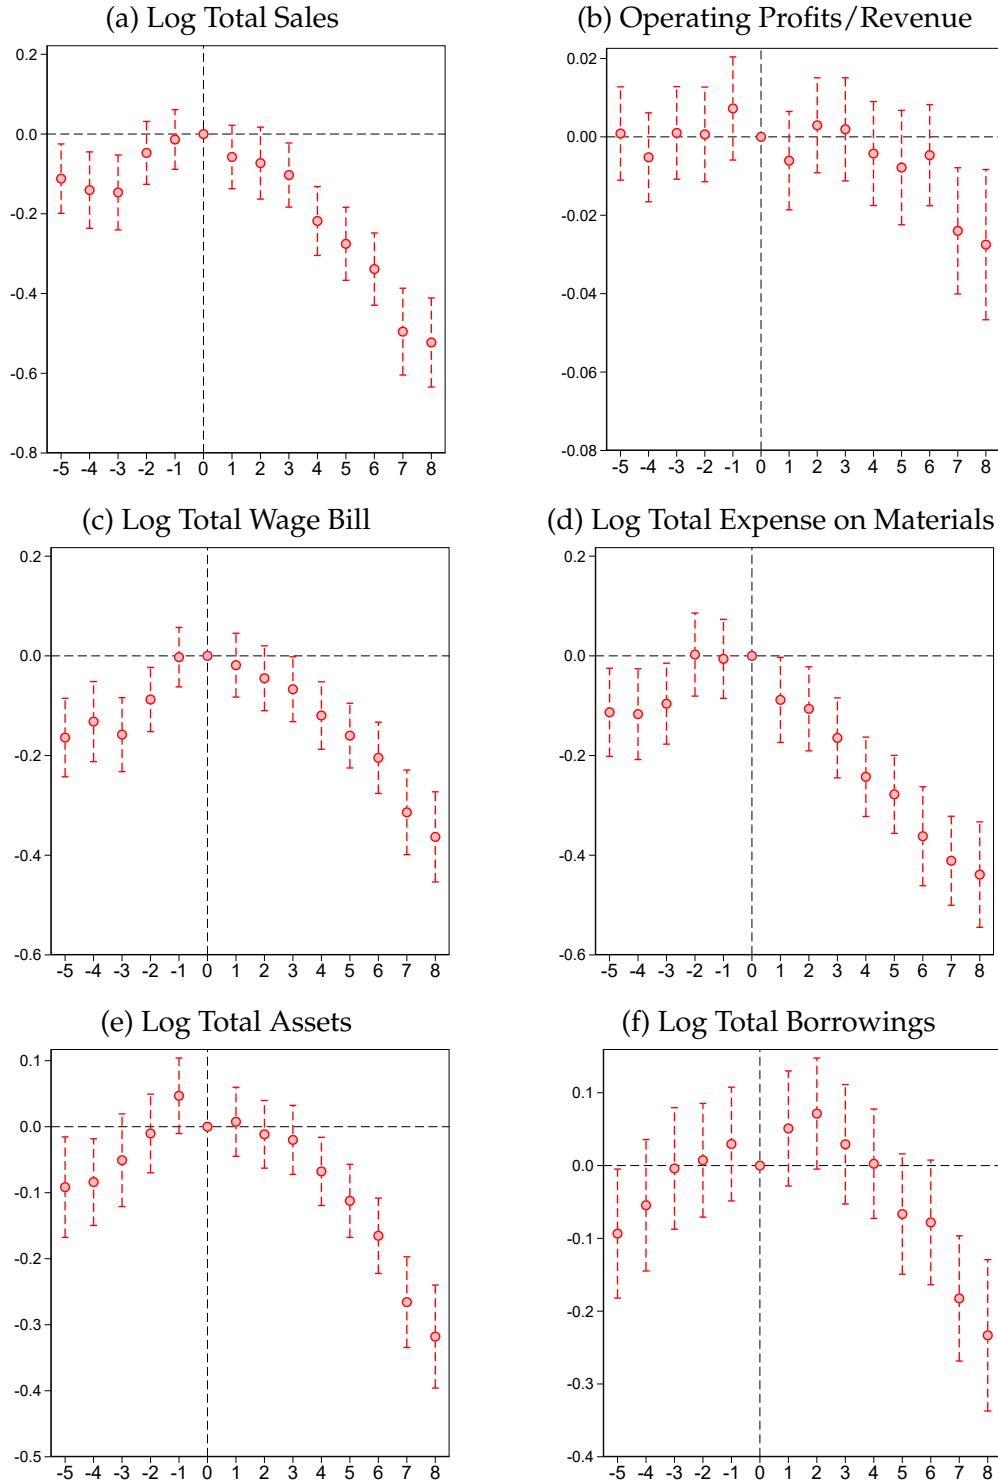 (a) Log Total Sales
0.2
0.0
-0.2
-0.4
-0.6
-0.8
-5 -4 -3 -2 -1 0 1 2 3 4 5 6 7 8
(b) Operating Profits/Revenue
0.02
0.00
-0.02
-0.04
-0.06
-0.08
-5 -4 -3 -2 -1 0 1 2 3 4 5 6 7 8
(c) Log Total Wage Bill
0.2
0.0
-0.2
-0.4
-0.6
-5 -4 -3 -2 -1 0 1 2 3 4 5 6 7 8
(d) Log Total Expense on Materials
0.2
0.0
-0.2
-0.4
-0.6
-5 -4 -3 -2 -1 0 1 2 3 4 5 6 7 8
(e) Log Total Assets
0.1
0.0
-0.1
-0.2
-0.3
-0.4
-0.5
-5 -4 -3 -2 -1 0 1 2 3 4 5 6 7 8
(f) Log Total Borrowings
0.1
0.0
-0.1
-0.2
-0.3
-0.4
-5 -4 -3 -2 -1 0 1 2 3 4 5 6 7 8